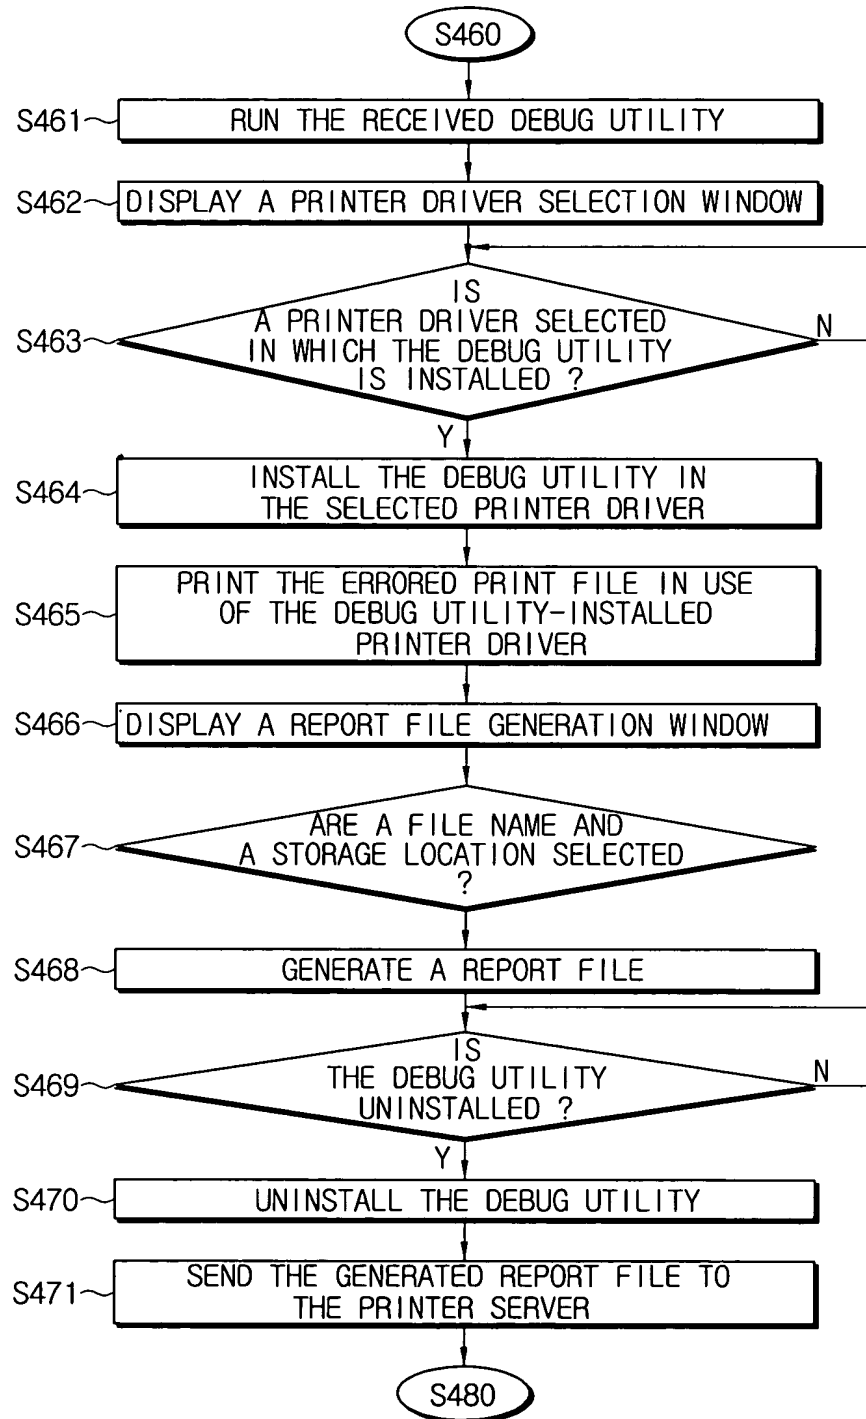 S460
S461 RUN THE RECEIVED DEBUG UTILITY
S462 DISPLAY A PRINTER DRIVER SELECTION WINDOW
IS
A PRINTER DRIVER SELECTED
S463 IN WHICH THE DEBUG UTILITY N
IS INSTALLED ?
Y
INSTALL THE DEBUG UTILITY IN
S464
THE SELECTED PRINTER DRIVER
PRINT THE ERRORED PRINT FILE IN USE
S465 OF THE DEBUG UTILITY-INSTALLED
PRINTER DRIVER
S466 DISPLAY A REPORT FILE GENERATION WINDOW
ARE A FILE NAME AND
S467 A STORAGE LOCATION SELECTED
?
S468 GENERATE A REPORT FILE
IS
S469 THE DEBUG UTILITY N
UNINSTALLED ?
Y
S470 UNINSTALL THE DEBUG UTILITY
SEND THE GENERATED REPORT FILE TO
S471
THE PRINTER SERVER
S480